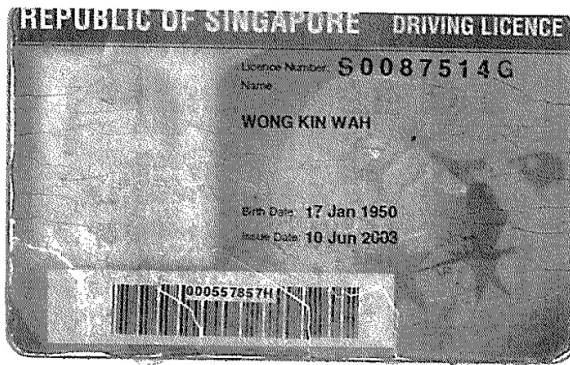 REPUBLIC OF SINGAPORE DRIVING LICENCE
Licence Number: S0087514G
Name
WONG KIN WAH
Birth Date: 17 Jan 1950
Issue Date: 10 Jun 2003
000557857H